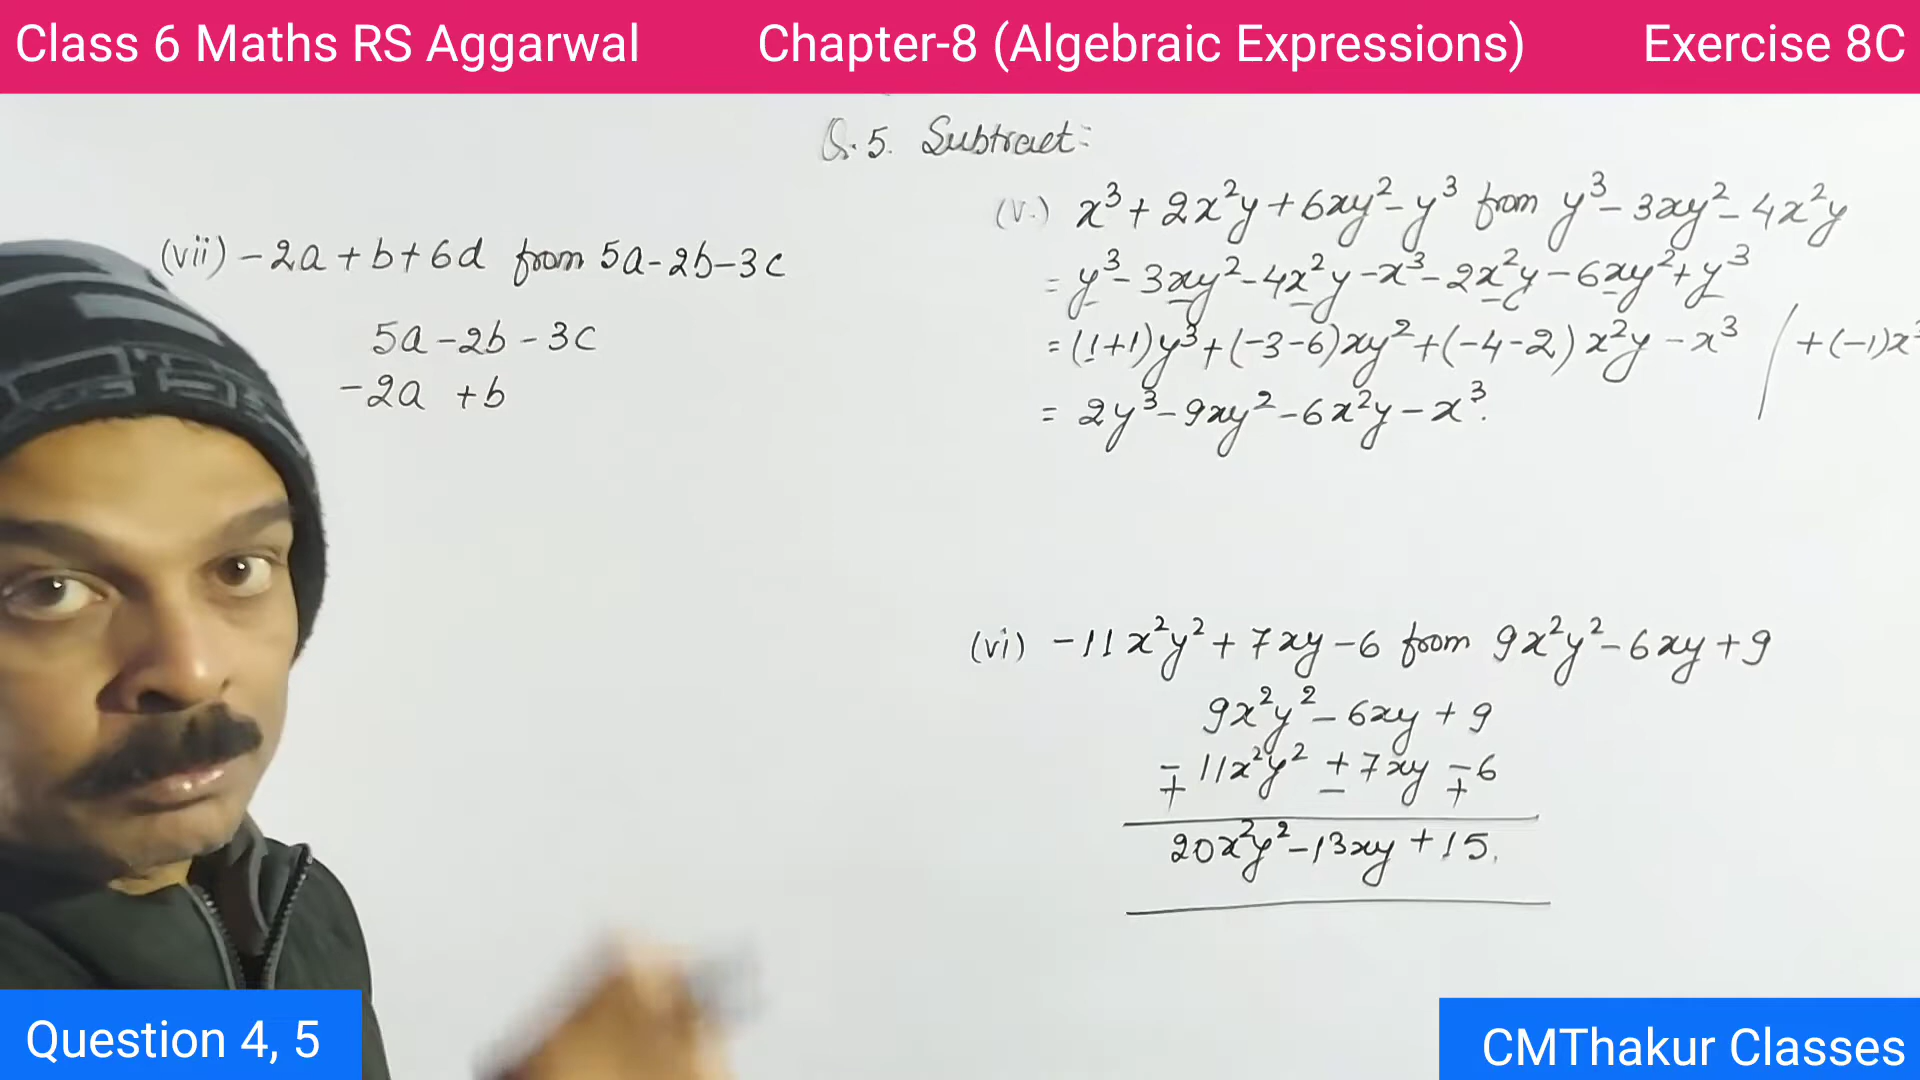 Class 6 Maths RS Aggarwal Chapter-8 (Algebraic Expressions) Exercise 8C
Q.5. Subtract:
(vii) -2a + b + 6d from 5a - 2b - 3c
5a - 2b - 3c
-2a + b
(v.) x³ + 2x²y + 6xy² - y³ from y³ - 3xy² - 4x²y
= y³ - 3xy² - 4x²y - x³ - 2x²y - 6xy² + y³
= (1+1)y³ + (-3-6)xy² + (-4-2)x²y - x³ / + (-1)x³
= 2y³ - 9xy² - 6x²y - x³.
(vi) -11x²y² + 7xy - 6 from 9x²y² - 6xy + 9
9x²y² - 6xy + 9
- 11x²y² + 7xy - 6
+ - +
20x²y² - 13xy + 15.
Question 4, 5
CMThakur Classes